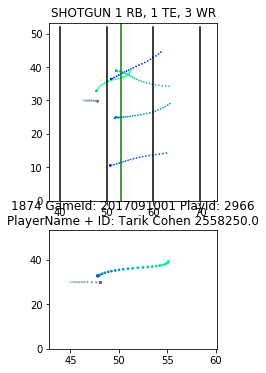 SHOTGUN 1 RB, 1 TE, 3 WR
50
40
30
20
10
0
40 50 60 70
1874 GameId: 2017091001 PlayId: 2966
PlayerName + ID: Tarik Cohen 2558250.0
40
20
0
45 50 55 60